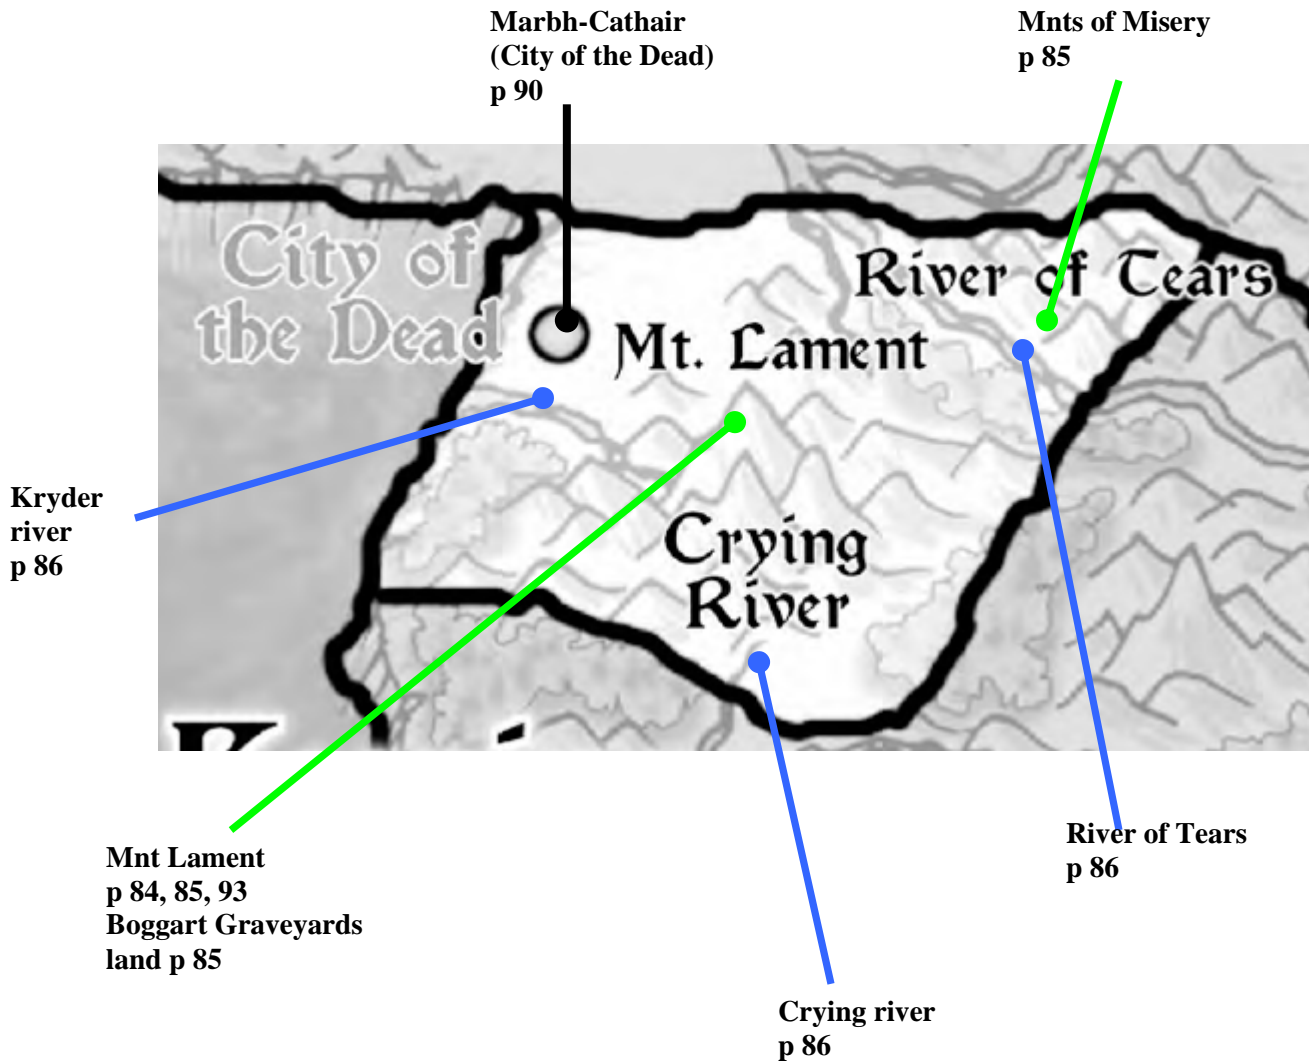 Marbh-Cathair
(City of the Dead)
p 90
Mnts of Misery
p 85
City of
the Dead
River of Tears
Mt. Lament
Kryder
river
p 86
Crying
River
Mnt Lament
p 84, 85, 93
Boggart Graveyards
land p 85
River of Tears
p 86
Crying river
p 86